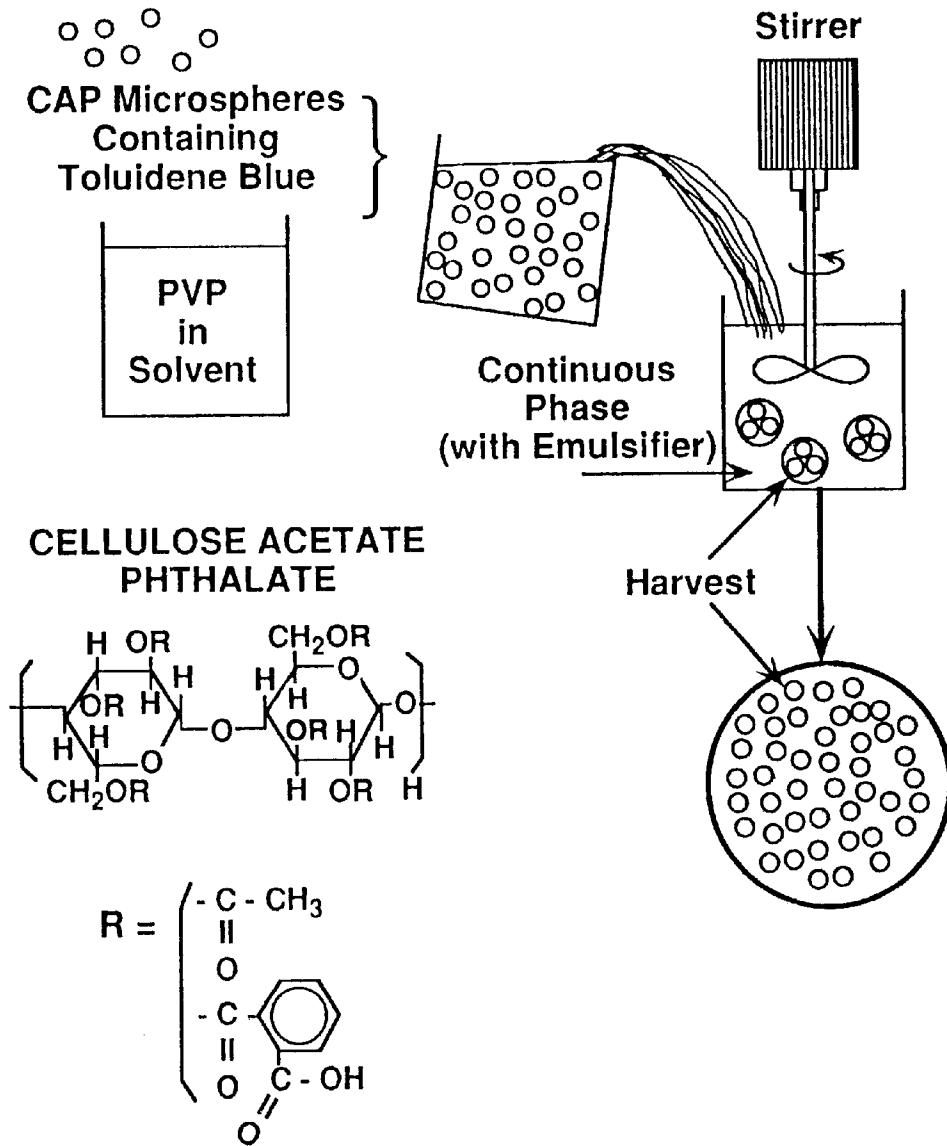 Stirrer
CAP Microspheres
Containing
Toluidene Blue
PVP
in
Solvent
Continuous
Phase
(with Emulsifier)
Harvest
CELLULOSE ACETATE
PHTHALATE
H OR
CH₂OR
H
O
H
H
OR
H
H
O
H
OR H
H
O
H
O
H
CH₂OR
H
OR
H
R =
- C - CH₃
||
O
- C -
||
O
C - OH
O